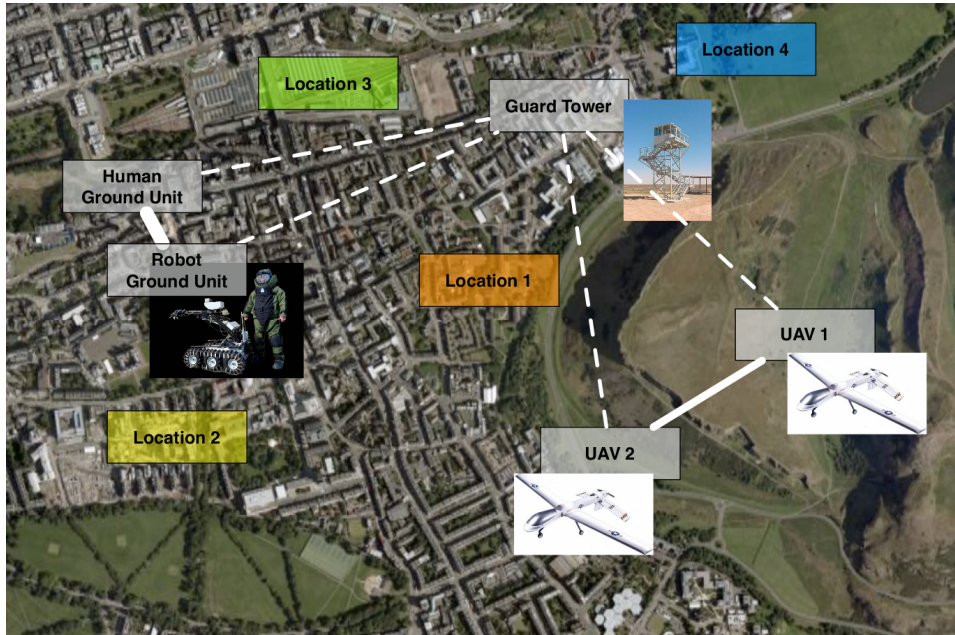 Location 4
Location 3
Guard Tower
Human
Ground Unit
Robot
Ground Unit
Location 1
UAV 1
Location 2
UAV 2